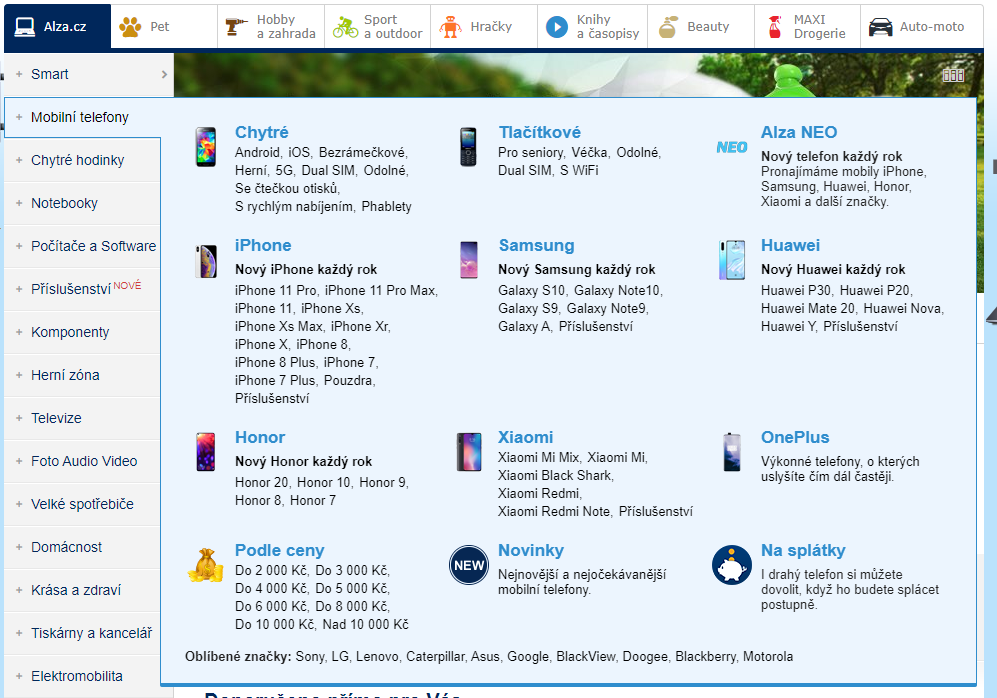 Alza.cz
Pet
Hobby
a zahrada
Sport
a outdoor
Hračky
Knihy
a časopisy
Beauty
MAXI
Drogerie
Auto-moto
Smart
Mobilní telefony
Chytré hodinky
Notebooky
Počítače a Software
Příslušenství NOVÉ
Komponenty
Herní zóna
Televize
Foto Audio Video
Velké spotřebiče
Domácnost
Krása a zdraví
Tiskárny a kancelář
Elektromobilita
Chytré
Android, iOS, Bezrámečkové,
Herní, 5G, Dual SIM, Odolné,
Se čtečkou otisků,
S rychlým nabíjením, Phablety
Tlačítkové
Pro seniory, Véčka, Odolné,
Dual SIM, S WiFi
NEO
Alza NEO
Nový telefon každý rok
Pronajímáme mobily iPhone,
Samsung, Huawei, Honor,
Xiaomi a další značky.
iPhone
Nový iPhone každý rok
iPhone 11 Pro, iPhone 11 Pro Max,
iPhone 11, iPhone Xs,
iPhone Xs Max, iPhone Xr,
iPhone X, iPhone 8,
iPhone 8 Plus, iPhone 7,
iPhone 7 Plus, Pouzdra,
Příslušenství
Samsung
Nový Samsung každý rok
Galaxy S10, Galaxy Note10,
Galaxy S9, Galaxy Note9,
Galaxy A, Příslušenství
Huawei
Nový Huawei každý rok
Huawei P30, Huawei P20,
Huawei Mate 20, Huawei Nova,
Huawei Y, Příslušenství
Honor
Nový Honor každý rok
Honor 20, Honor 10, Honor 9,
Honor 8, Honor 7
Xiaomi
Xiaomi Mi Mix, Xiaomi Mi,
Xiaomi Black Shark,
Xiaomi Redmi,
Xiaomi Redmi Note, Příslušenství
OnePlus
Výkonné telefony, o kterých
uslyšíte čím dál častěji.
Podle ceny
Do 2 000 Kč, Do 3 000 Kč,
Do 4 000 Kč, Do 5 000 Kč,
Do 6 000 Kč, Do 8 000 Kč,
Do 10 000 Kč, Nad 10 000 Kč
NEW
Novinky
Nejnovější a nejočekávanější
mobilní telefony.
Na splátky
I drahý telefon si můžete
dovolit, když ho budete splácet
postupně.
Oblíbené značky: Sony, LG, Lenovo, Caterpillar, Asus, Google, BlackView, Doogee, Blackberry, Motorola
Doporučeno přímo pro Vás